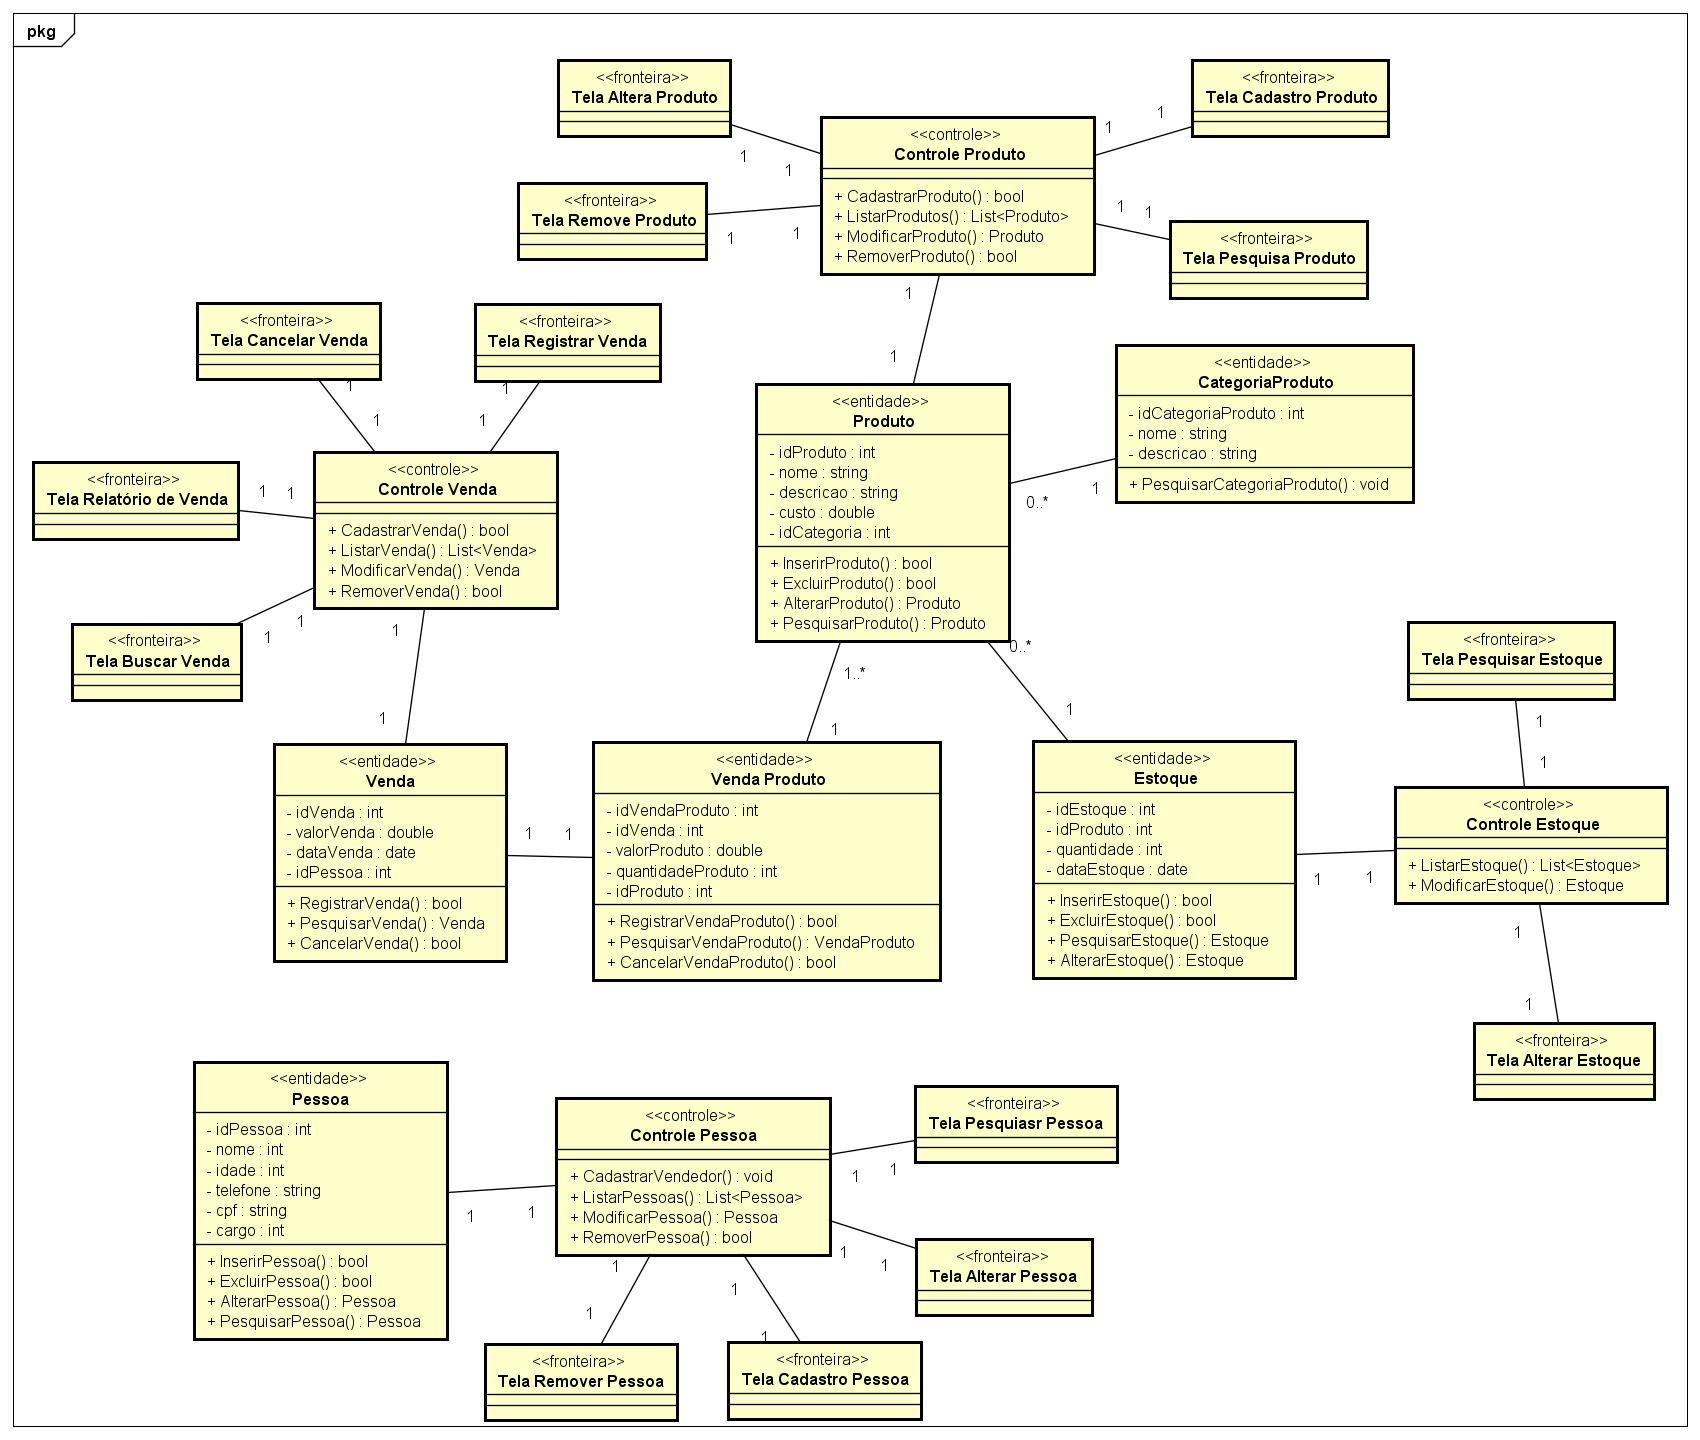 pkg
<<fronteira>>
Tela Altera Produto
1
1
<<fronteira>>
Tela Cadastro Produto
1
1
<<controle>>
Controle Produto
+ CadastrarProduto() : bool
+ ListarProdutos() : List<Produto>
+ ModificarProduto() : Produto
+ RemoverProduto() : bool
<<fronteira>>
Tela Remove Produto
1
1
1
1
<<fronteira>>
Tela Pesquisa Produto
1
1
<<fronteira>>
Tela Cancelar Venda
1
1
<<fronteira>>
Tela Registrar Venda
1
1
<<entidade>>
CategoriaProduto
- idCategoriaProduto : int
- nome : string
- descricao : string
+ PesquisarCategoriaProduto() : void
1
0..*
<<entidade>>
Produto
- idProduto : int
- nome : string
- descricao : string
- custo : double
- idCategoria : int
+ InserirProduto() : bool
+ ExcluirProduto() : bool
+ AlterarProduto() : Produto
+ PesquisarProduto() : Produto
<<fronteira>>
Tela Relatório de Venda
1
1
<<controle>>
Controle Venda
+ CadastrarVenda() : bool
+ ListarVenda() : List<Venda>
+ ModificarVenda() : Venda
+ RemoverVenda() : bool
<<fronteira>>
Tela Buscar Venda
1
1
1
1
1..*
1
0..*
1
<<fronteira>>
Tela Pesquisar Estoque
1
1
<<entidade>>
Venda
- idVenda : int
- valorVenda : double
- dataVenda : date
- idPessoa : int
+ RegistrarVenda() : bool
+ PesquisarVenda() : Venda
+ CancelarVenda() : bool
1
1
<<entidade>>
Venda Produto
- idVendaProduto : int
- idVenda : int
- valorProduto : double
- quantidadeProduto : int
- idProduto : int
+ RegistrarVendaProduto() : bool
+ PesquisarVendaProduto() : VendaProduto
+ CancelarVendaProduto() : bool
<<entidade>>
Estoque
- idEstoque : int
- idProduto : int
- quantidade : int
- dataEstoque : date
+ InserirEstoque() : bool
+ ExcluirEstoque() : bool
+ PesquisarEstoque() : Estoque
+ AlterarEstoque() : Estoque
1
1
<<controle>>
Controle Estoque
+ ListarEstoque() : List<Estoque>
+ ModificarEstoque() : Estoque
1
1
<<fronteira>>
Tela Alterar Estoque
<<entidade>>
Pessoa
- idPessoa : int
- nome : int
- idade : int
- telefone : string
- cpf : string
- cargo : int
+ InserirPessoa() : bool
+ ExcluirPessoa() : bool
+ AlterarPessoa() : Pessoa
+ PesquisarPessoa() : Pessoa
1
1
<<controle>>
Controle Pessoa
+ CadastrarVendedor() : void
+ ListarPessoas() : List<Pessoa>
+ ModificarPessoa() : Pessoa
+ RemoverPessoa() : bool
<<fronteira>>
Tela Pesquiasr Pessoa
1
1
<<fronteira>>
Tela Alterar Pessoa
1
1
1
1
<<fronteira>>
Tela Remover Pessoa
1
1
<<fronteira>>
Tela Cadastro Pessoa